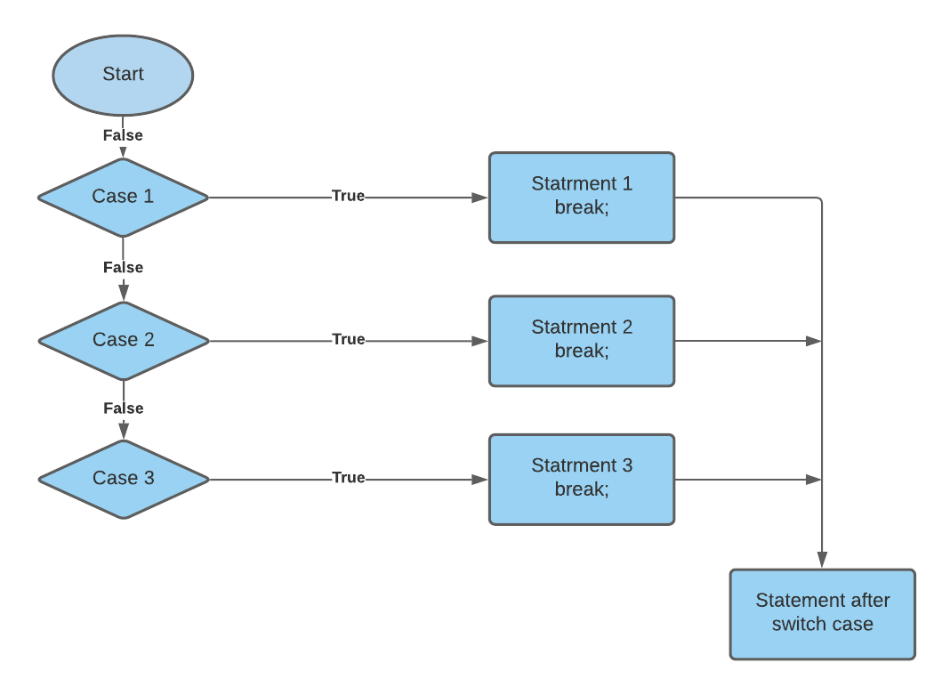 Start
False
Case 1
True
Statrment 1
break;
False
Case 2
True
Statrment 2
break;
False
Case 3
True
Statrment 3
break;
Statement after
switch case